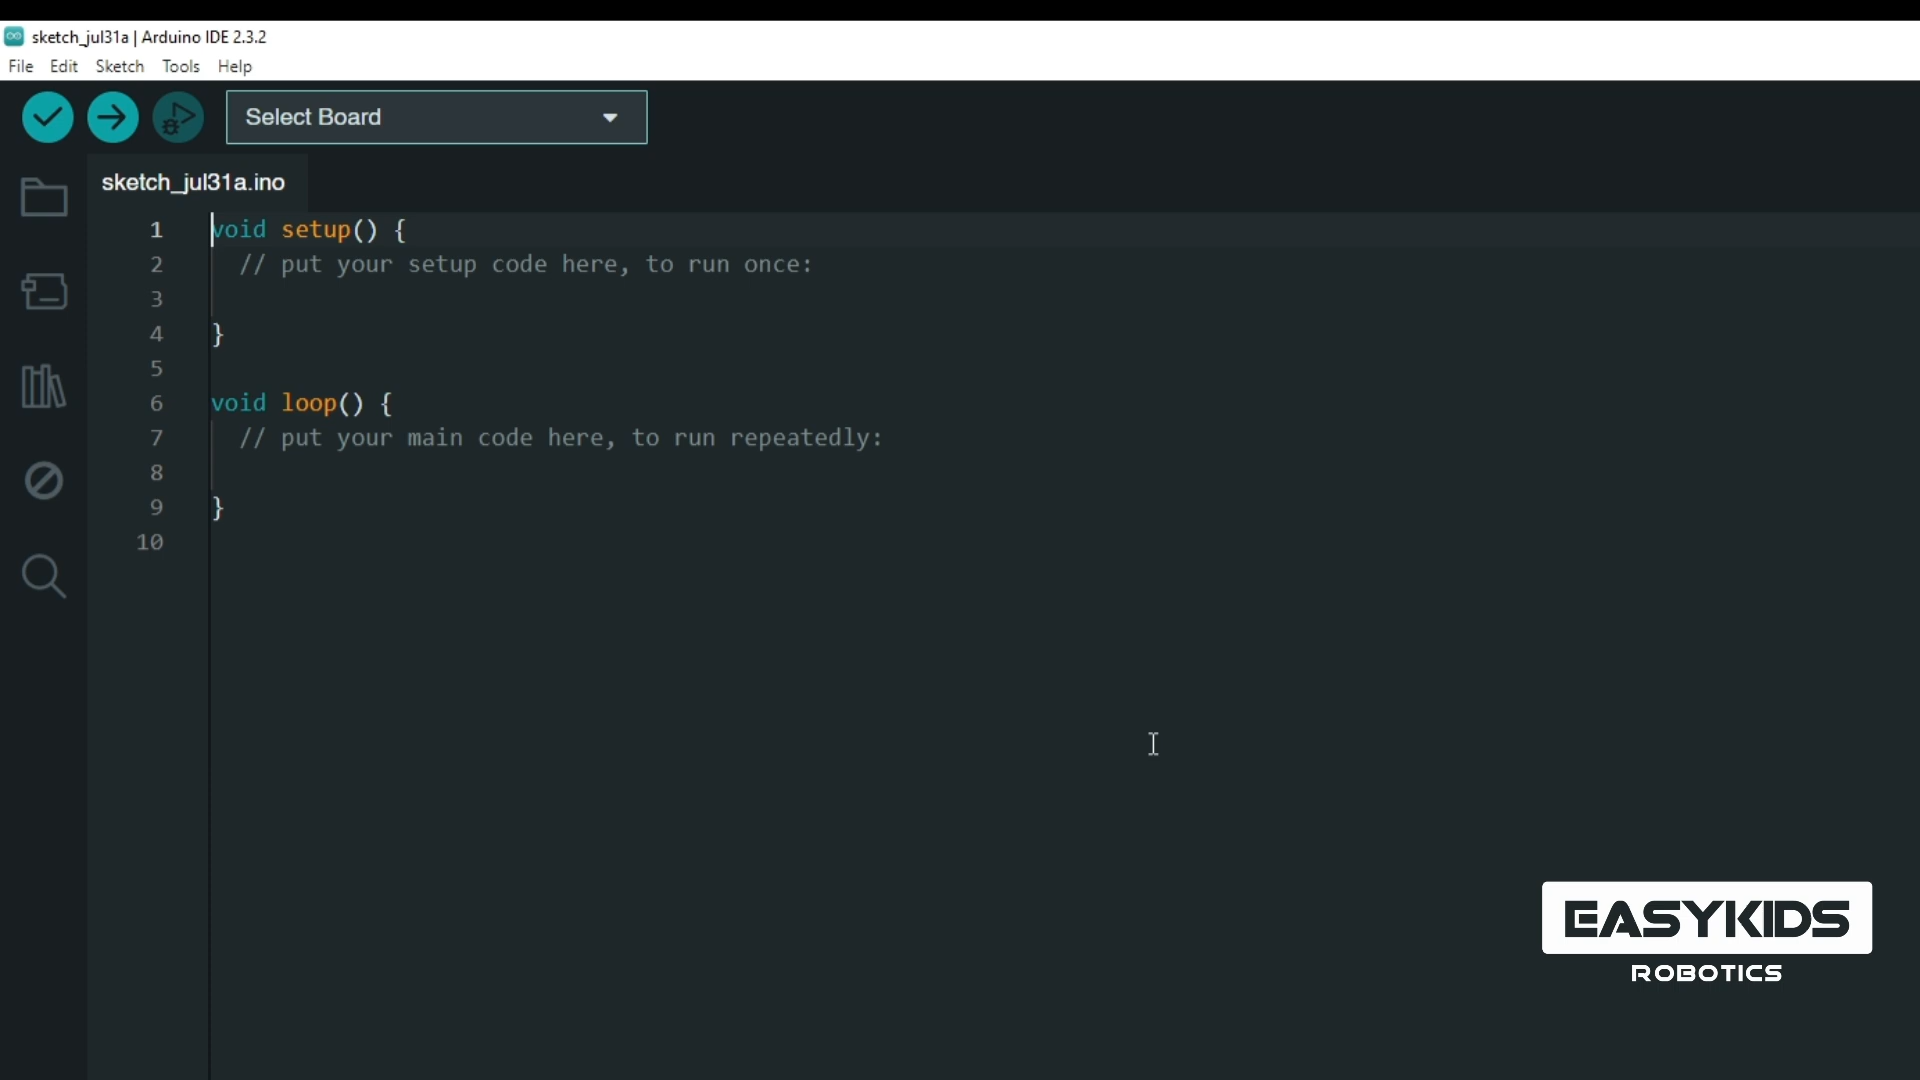 sketch_jul31a | Arduino IDE 2.3.2
File Edit Sketch Tools Help
Select Board
sketch_jul31a.ino
1 void setup() {
2 // put your setup code here, to run once:
3
4 }
5
6 void loop() {
7 // put your main code here, to run repeatedly:
8
9 }
10
EASYKIDS
ROBOTICS